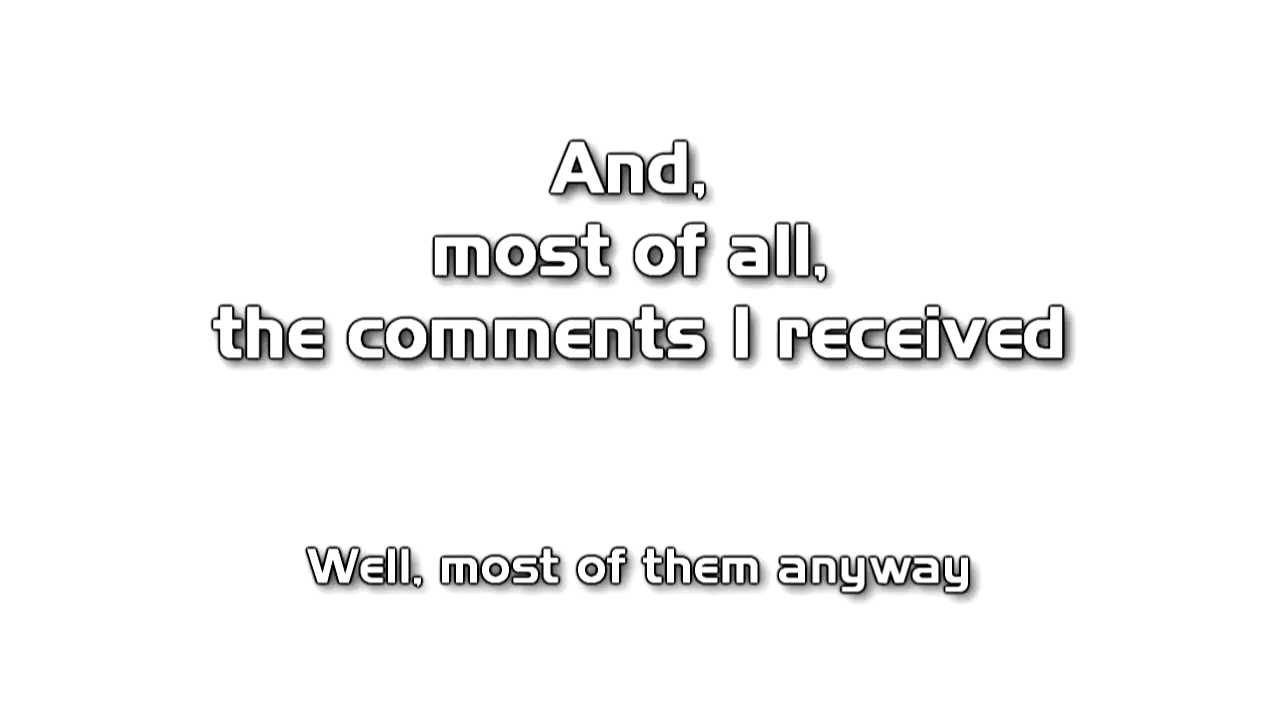 And,
most of all,
the comments I received
Well, most of them anyway